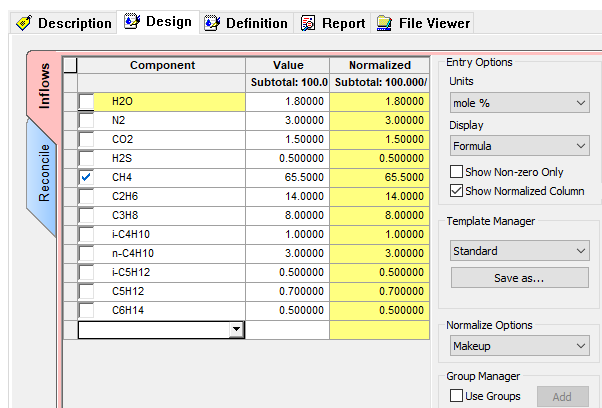 Description Design Definition Report File Viewer
Inflows
Reconcile
Component Value Normalized
Subtotal: 100.0 Subtotal: 100.000/
H2O 1.80000 1.80000
N2 3.00000 3.00000
CO2 1.50000 1.50000
H2S 0.500000 0.500000
CH4 65.5000 65.5000
C2H6 14.0000 14.0000
C3H8 8.00000 8.00000
i-C4H10 1.00000 1.00000
n-C4H10 3.00000 3.00000
i-C5H12 0.500000 0.500000
C5H12 0.700000 0.700000
C6H14 0.500000 0.500000
Entry Options
Units
mole %
Display
Formula
Show Non-zero Only
Show Normalized Column
Template Manager
Standard
Save as...
Normalize Options
Makeup
Group Manager
Use Groups Add